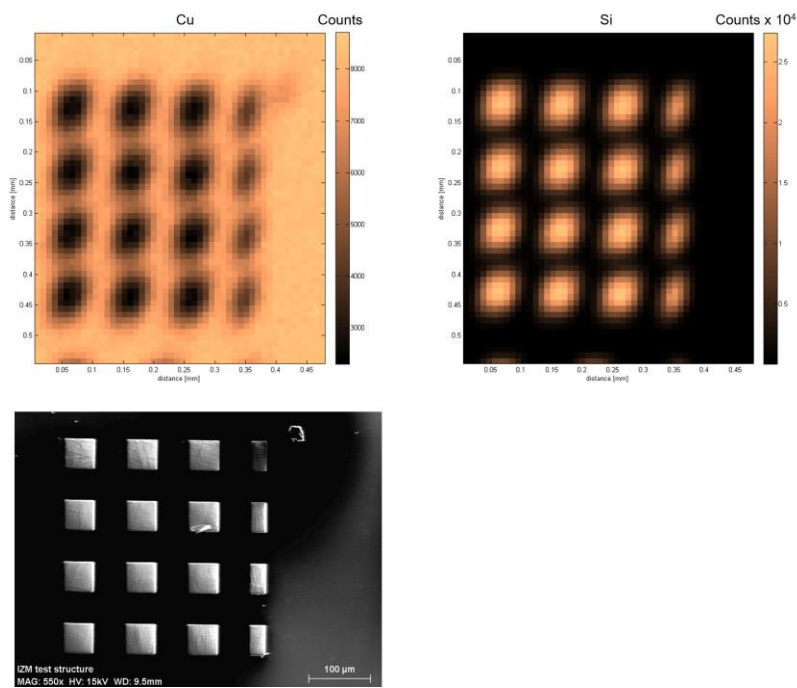 Cu Counts
Si Counts x 10⁴
0.05
0.1
0.15
0.2
0.25
0.3
0.35
0.4
0.45
0.5
distance [mm]
0.05 0.1 0.15 0.2 0.25 0.3 0.35 0.4 0.45
distance [mm]
8000
7000
6000
5000
4000
3000
0.05
0.1
0.15
0.2
0.25
0.3
0.35
0.4
0.45
0.5
distance [mm]
0.05 0.1 0.15 0.2 0.25 0.3 0.35 0.4 0.45
distance [mm]
2.5
2
1.5
1
0.5
IZM test structure
MAG: 550x HV: 15kV WD: 9.5mm
100 µm